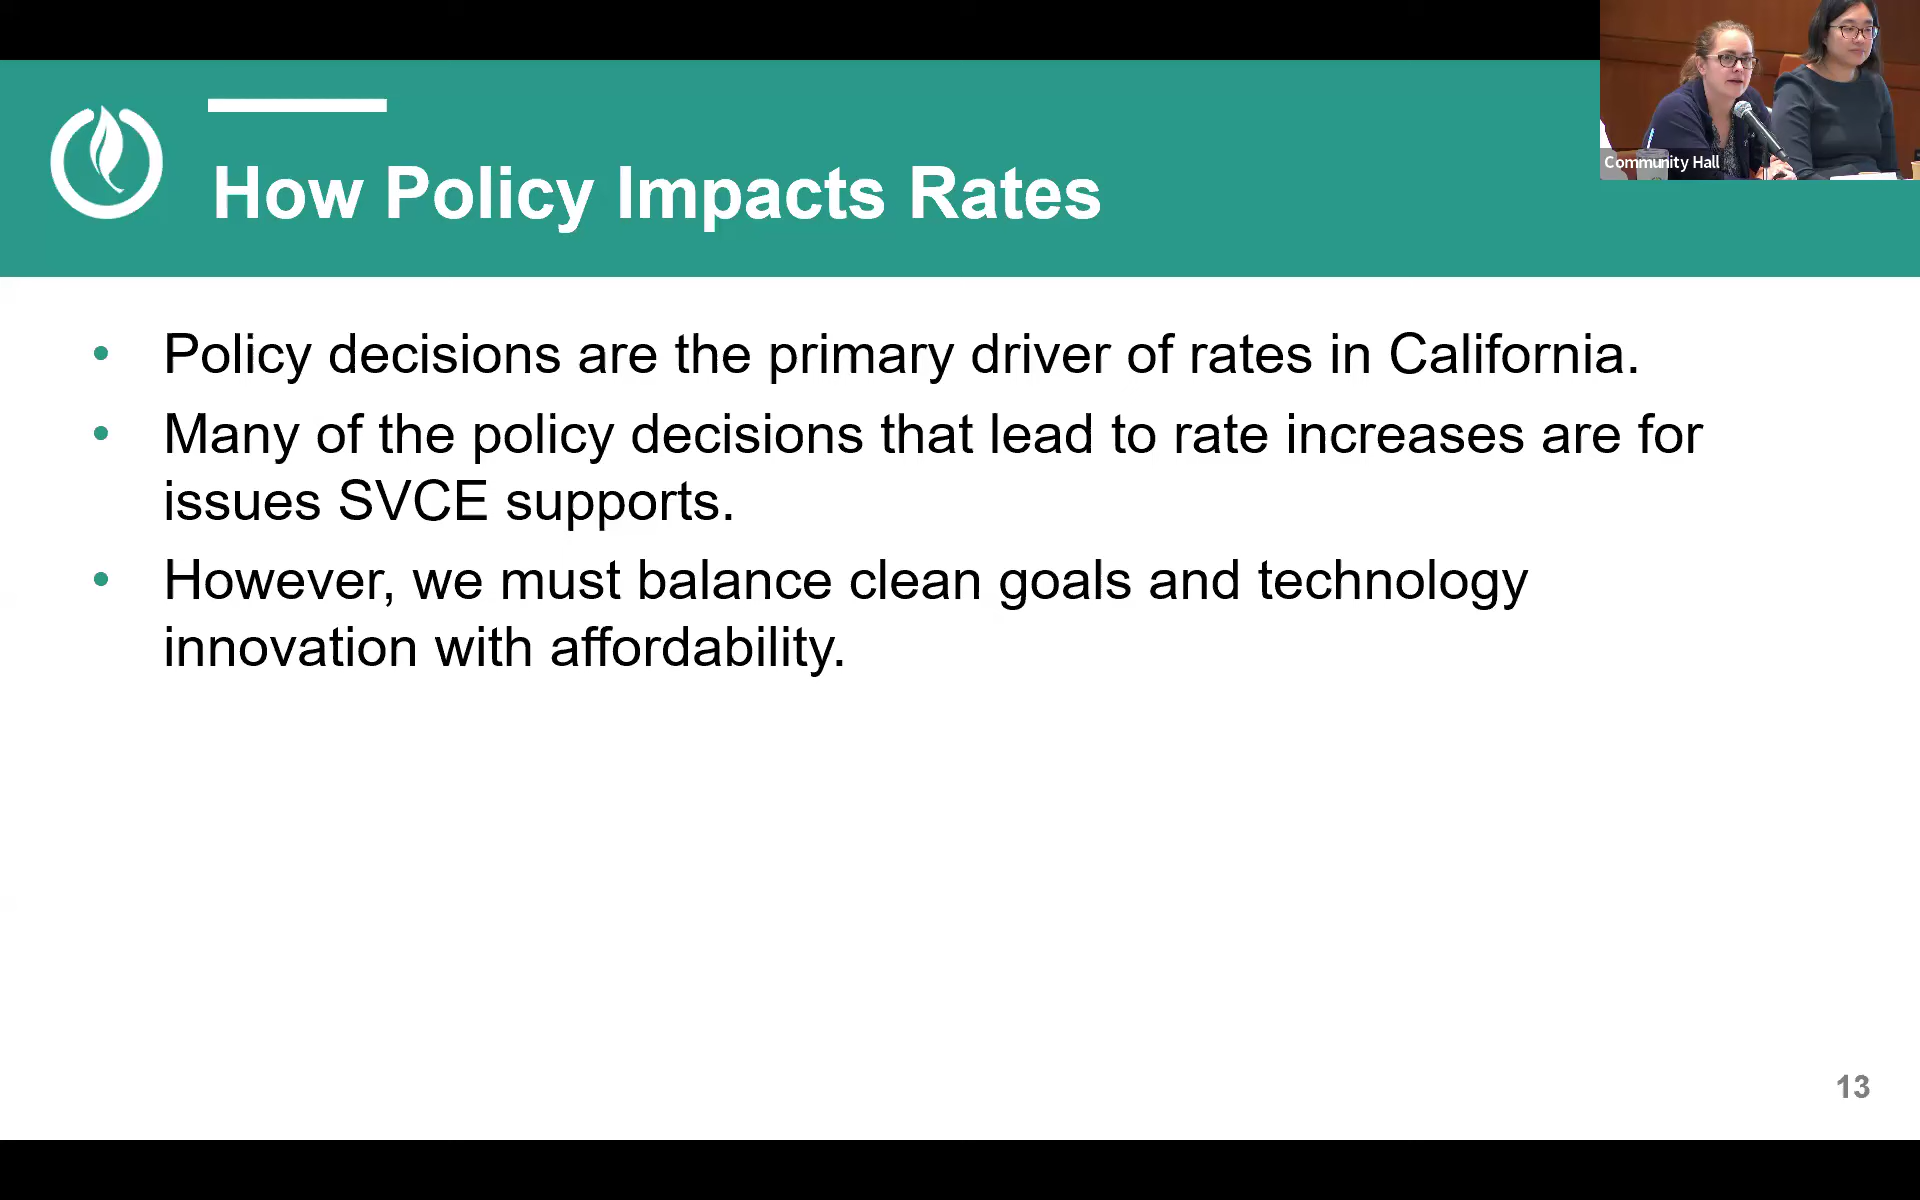 Community Hall
How Policy Impacts Rates
• Policy decisions are the primary driver of rates in California.
• Many of the policy decisions that lead to rate increases are for
issues SVCE supports.
• However, we must balance clean goals and technology
innovation with affordability.
13